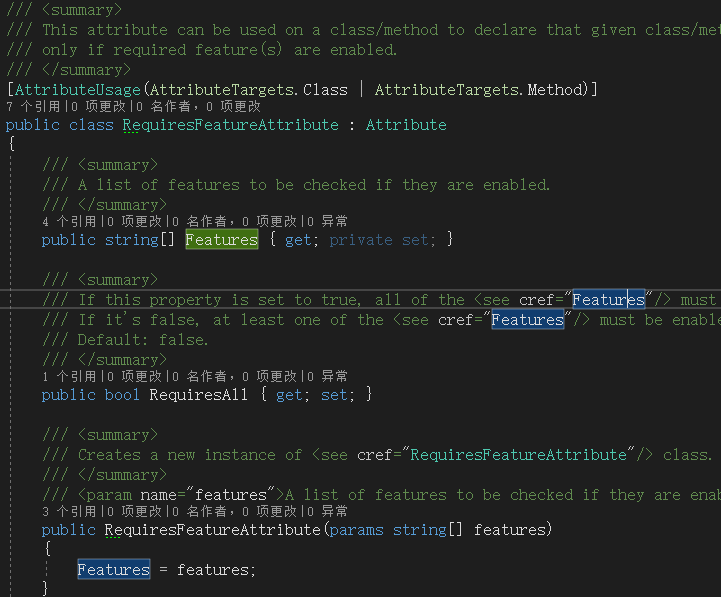 /// <summary>
/// This attribute can be used on a class/method to declare that given class/met
/// only if required feature(s) are enabled.
/// </summary>
[AttributeUsage(AttributeTargets.Class | AttributeTargets.Method)]
7 个引用|0 项更改|0 名作者，0 项更改
public class RequiresFeatureAttribute : Attribute
{
/// <summary>
/// A list of features to be checked if they are enabled.
/// </summary>
4 个引用|0 项更改|0 名作者，0 项更改|0 异常
public string[] Features { get; private set; }
/// <summary>
/// If this property is set to true, all of the <see cref="Features"/> must
/// If it's false, at least one of the <see cref="Features"/> must be enable
/// Default: false.
/// </summary>
1 个引用|0 项更改|0 名作者，0 项更改|0 异常
public bool RequiresAll { get; set; }
/// <summary>
/// Creates a new instance of <see cref="RequiresFeatureAttribute"/> class.
/// </summary>
/// <param name="features">A list of features to be checked if they are enab
3 个引用|0 项更改|0 名作者，0 项更改|0 异常
public RequiresFeatureAttribute(params string[] features)
{
Features = features;
}